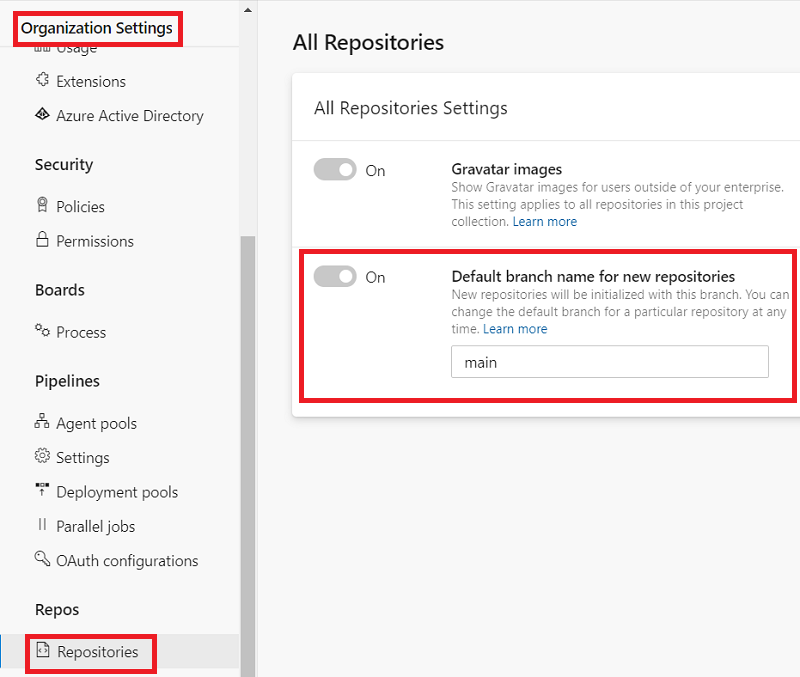 Organization Settings
Usage
Extensions
Azure Active Directory
Security
Policies
Permissions
Boards
Process
Pipelines
Agent pools
Settings
Deployment pools
Parallel jobs
OAuth configurations
Repos
Repositories
All Repositories
All Repositories Settings
On
Gravatar images
Show Gravatar images for users outside of your enterprise.
This setting applies to all repositories in this project
collection. Learn more
On
Default branch name for new repositories
New repositories will be initialized with this branch. You can
change the default branch for a particular repository at any
time. Learn more
main